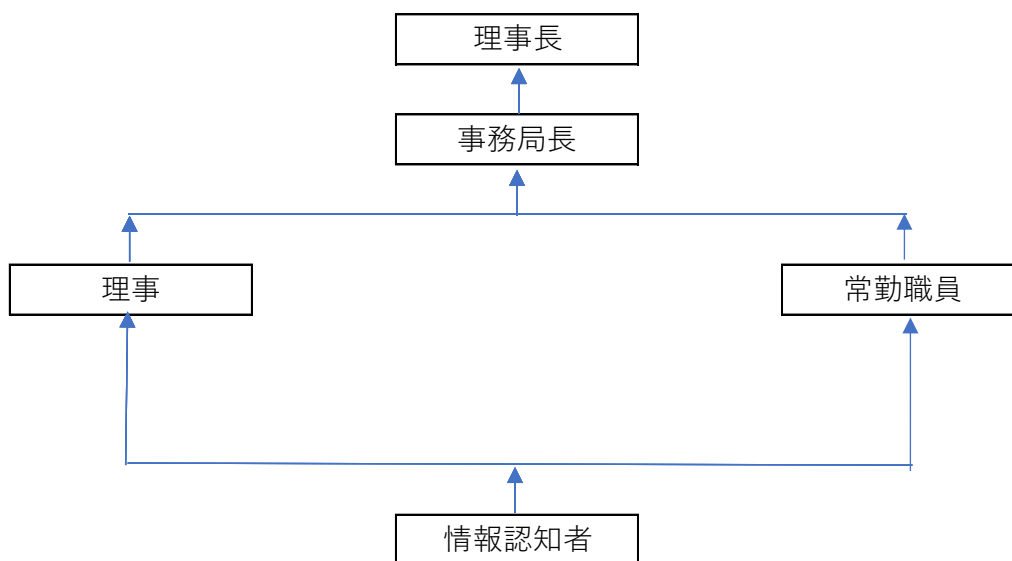 理事長
事務局長
理事
常勤職員
情報認知者